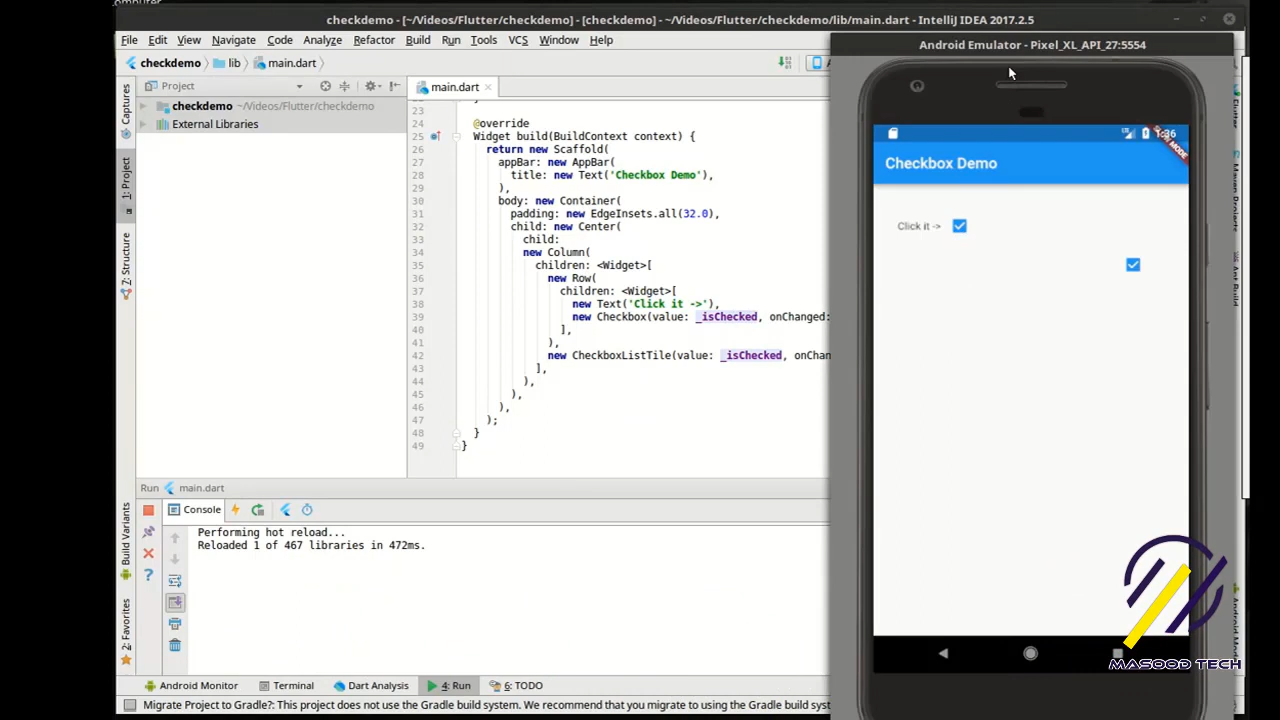 checkdemo - [~/Videos/Flutter/checkdemo] - [checkdemo] - ~/Videos/Flutter/checkdemo/lib/main.dart - IntelliJ IDEA 2017.2.5
File Edit View Navigate Code Analyze Refactor Build Run Tools VCS Window Help
checkdemo lib main.dart
Project
main.dart
checkdemo ~/Videos/Flutter/checkdemo
External Libraries
Captures
1: Project
7: Structure
Build Variants
2: Favorites
23
24 @override
25 Widget build(BuildContext context) {
26 return new Scaffold(
27 appBar: new AppBar(
28 title: new Text('Checkbox Demo'),
29 ),
30 body: new Container(
31 padding: new EdgeInsets.all(32.0),
32 child: new Center(
33 child:
34 new Column(
35 children: <Widget>[
36 new Row(
37 children: <Widget>[
38 new Text('Click it ->'),
39 new Checkbox(value: _isChecked, onChanged:
40 ],
41 ),
42 new CheckboxListTile(value: _isChecked, onChan
43 ],
44 ),
45 ),
46 ),
47 );
48 }
49 }
Run main.dart
Console
Performing hot reload...
Reloaded 1 of 467 libraries in 472ms.
Android Monitor Terminal Dart Analysis 4: Run 6: TODO
Migrate Project to Gradle?: This project does not use the Gradle build system. We recommend that you migrate to using the Gradle build syst
Android Emulator - Pixel_XL_API_27:5554
Checkbox Demo
Click it ->
MASOOD TECH